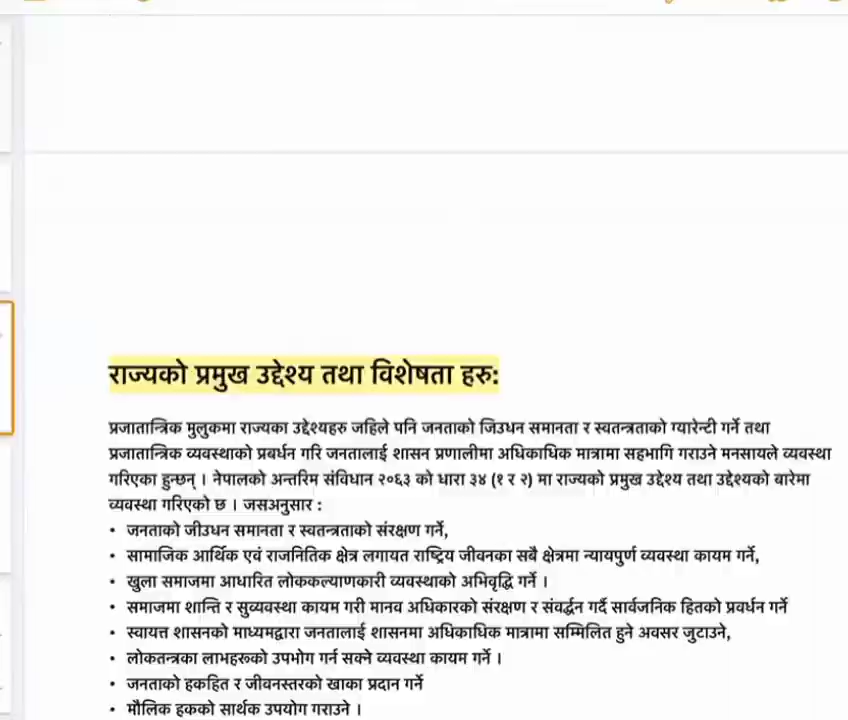 राज्यको प्रमुख उद्देश्य तथा विशेषता हरु:
प्रजातान्त्रिक मुलुकमा राज्यका उद्देश्यहरु जहिले पनि जनताको जिउधन समानता र स्वतन्त्रताको ग्यारेन्टी गर्ने तथा
प्रजातान्त्रिक व्यवस्थाको प्रबर्धन गरि जनतालाई शासन प्रणालीमा अधिकाधिक मात्रामा सहभागि गराउने मनसायले व्यवस्था
गरिएका हुन्छन् । नेपालको अन्तरिम संविधान २०६३ को धारा ३४ (१ र २) मा राज्यको प्रमुख उद्देश्य तथा उद्देश्यको बारेमा
व्यवस्था गरिएको छ । जसअनुसार :
• जनताको जीउधन समानता र स्वतन्त्रताको संरक्षण गर्ने,
• सामाजिक आर्थिक एवं राजनितिक क्षेत्र लगायत राष्ट्रिय जीवनका सबै क्षेत्रमा न्यायपुर्ण व्यवस्था कायम गर्ने,
• खुला समाजमा आधारित लोककल्याणकारी व्यवस्थाको अभिवृद्धि गर्ने ।
• समाजमा शान्ति र सुव्यवस्था कायम गरी मानव अधिकारको संरक्षण र संवर्द्धन गर्दै सार्वजनिक हितको प्रवर्धन गर्ने
• स्वायत्त शासनको माध्यमद्वारा जनतालाई शासनमा अधिकाधिक मात्रामा सम्मिलित हुने अवसर जुटाउने,
• लोकतन्त्रका लाभहरूको उपभोग गर्न सक्ने व्यवस्था कायम गर्ने ।
• जनताको हकहित र जीवनस्तरको खाका प्रदान गर्ने
• मौलिक हकको सार्थक उपयोग गराउने ।